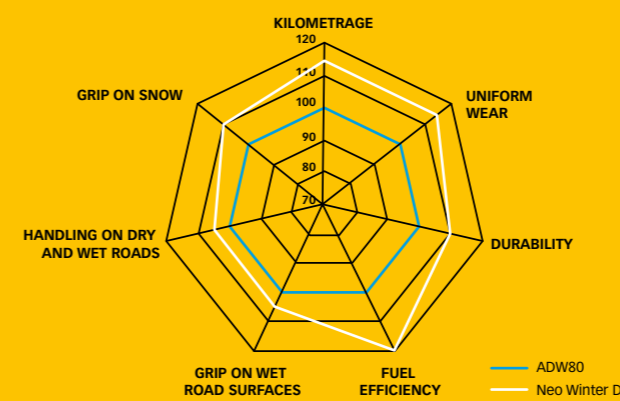 KILOMETRAGE
120
110
GRIP ON SNOW
UNIFORM
WEAR
100
90
80
70
HANDLING ON DRY
AND WET ROADS
DURABILITY
GRIP ON WET
ROAD SURFACES
FUEL
EFFICIENCY
ADW80
Neo Winter D